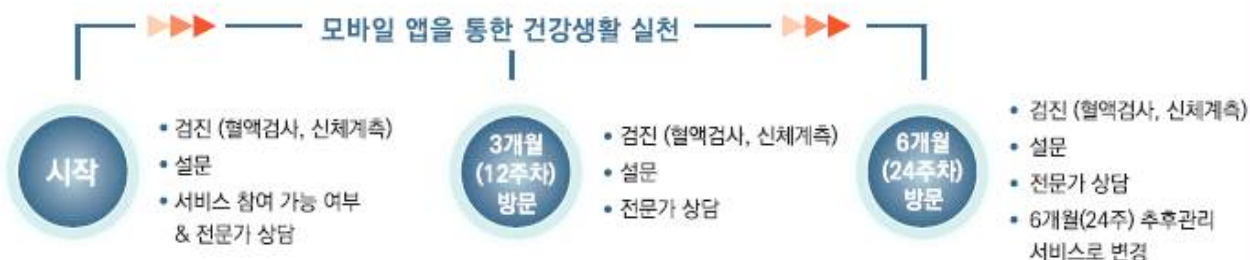 모바일 앱을 통한 건강생활 실천
시작
• 검진 (혈액검사, 신체계측)
• 설문
• 서비스 참여 가능 여부
& 전문가 상담
3개월
(12주차)
방문
• 검진 (혈액검사, 신체계측)
• 설문
• 전문가 상담
6개월
(24주차)
방문
• 검진 (혈액검사, 신체계측)
• 설문
• 전문가 상담
• 6개월(24주) 추후관리
서비스로 변경